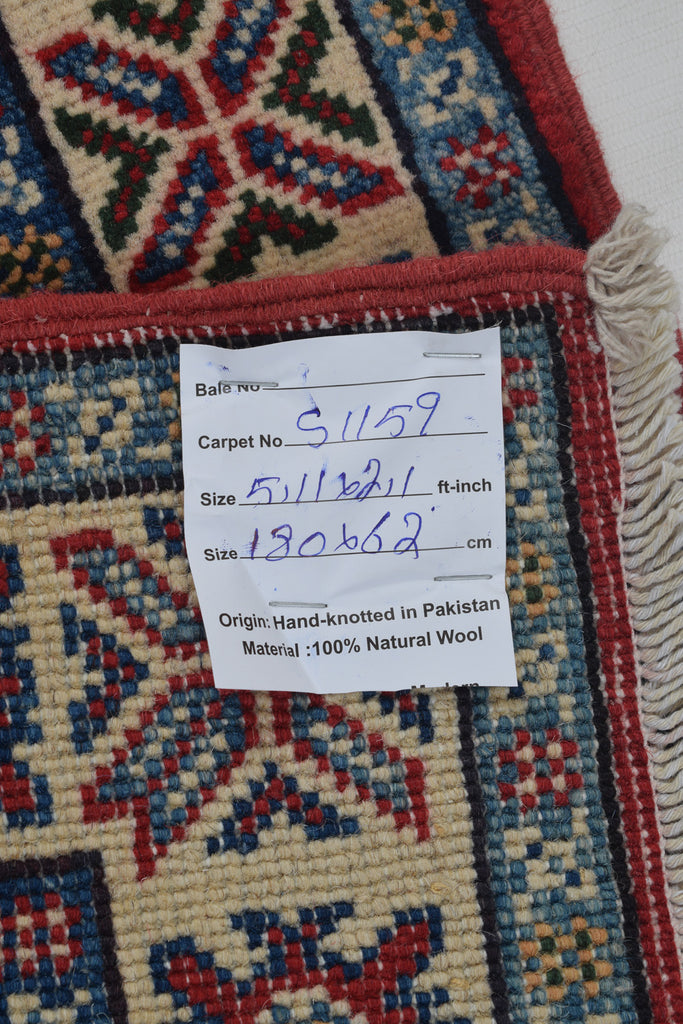 Bale No
Carpet No S1159
Size 5,11x2,1 ft-inch
Size 180x62 cm
Origin: Hand-knotted in Pakistan
Material :100% Natural Wool